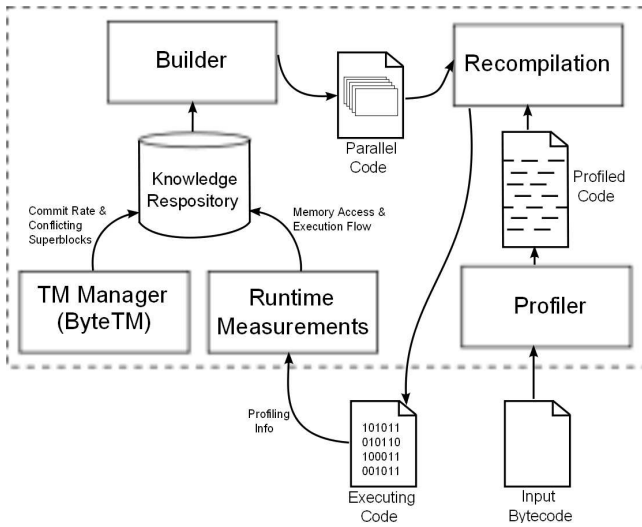 Builder
Recompilation
Parallel
Code
Profiled
Code
Knowledge
Respository
Commit Rate &
Conflicting
Superblocks
Memory Access &
Execution Flow
TM Manager
(ByteTM)
Runtime
Measurements
Profiler
Profiling
Info
101011
010110
100011
001011
Executing
Code
Input
Bytecode